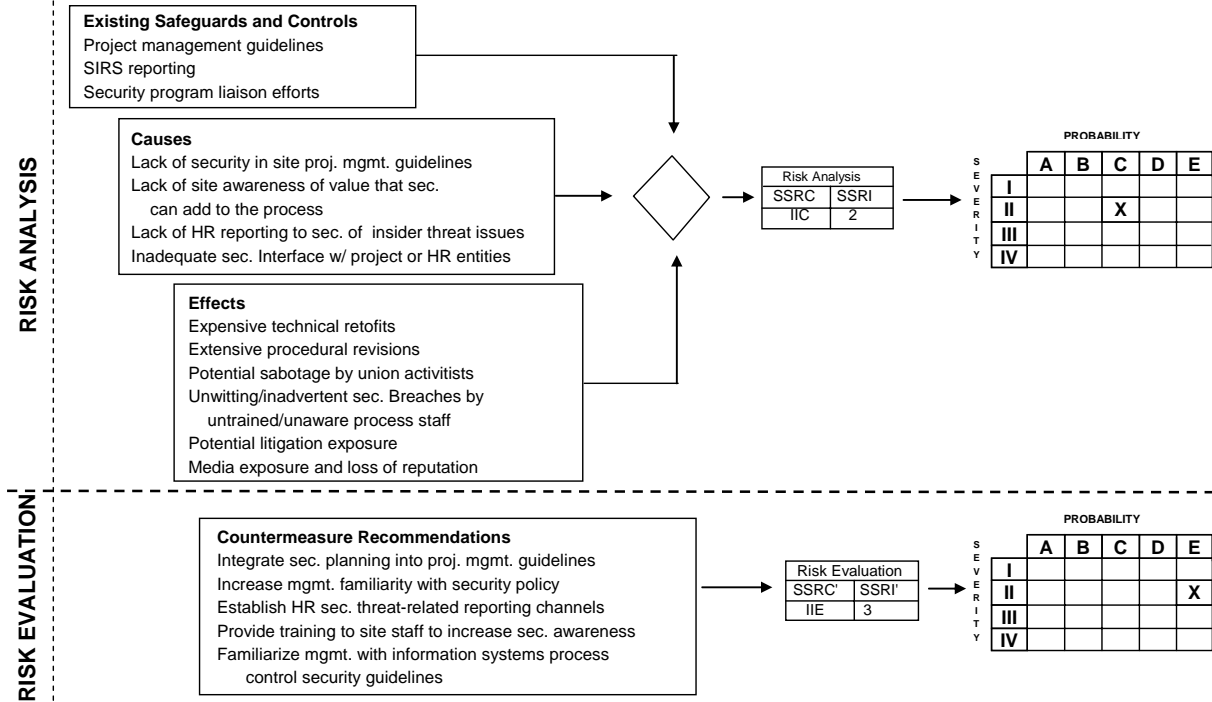 RISK ANALYSIS
Existing Safeguards and Controls
Project management guidelines
SIRS reporting
Security program liaison efforts
Causes
Lack of security in site proj. mgmt. guidelines
Lack of site awareness of value that sec.
can add to the process
Lack of HR reporting to sec. of insider threat issues
Inadequate sec. Interface w/ project or HR entities
Effects
Expensive technical retofits
Extensive procedural revisions
Potential sabotage by union activitists
Unwitting/inadvertent sec. Breaches by
untrained/unaware process staff
Potential litigation exposure
Media exposure and loss of reputation
Risk Analysis
SSRC SSRI
IIC 2
PROBABILITY
SEVERITY
A B C D E
I
II X
III
IV
RISK EVALUATION
Countermeasure Recommendations
Integrate sec. planning into proj. mgmt. guidelines
Increase mgmt. familiarity with security policy
Establish HR sec. threat-related reporting channels
Provide training to site staff to increase sec. awareness
Familiarize mgmt. with information systems process
control security guidelines
Risk Evaluation
SSRC' SSRI'
IIE 3
PROBABILITY
SEVERITY
A B C D E
I
II X
III
IV